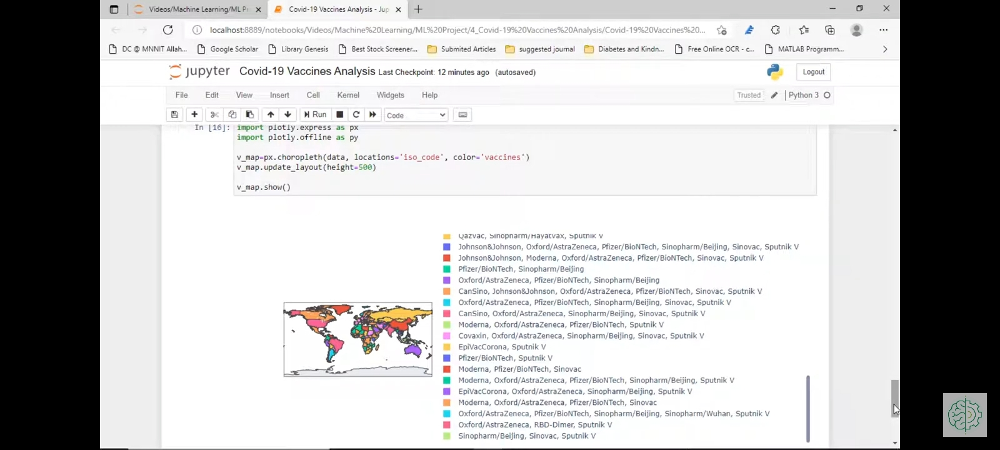 Videos/Machine Learning/ML Pr
Covid-19 Vaccines Analysis - Jup
localhost:8889/notebooks/Videos/Machine%20Learning/ML%20Project/4_Covid-19%20Vaccines%20Analysis/Covid-19%20Vaccines%20...
DC @ MNNIT Allah... Google Scholar Library Genesis Best Stock Screener... Submited Articles suggested journal Diabetes and Kindn... Free Online OCR - c... MATLAB Programm...
jupyter Covid-19 Vaccines Analysis Last Checkpoint: 12 minutes ago (autosaved) Logout
File Edit View Insert Cell Kernel Widgets Help Trusted Python 3
Run Code
In [16]: import plotly.express as px
import plotly.offline as py
v_map=px.choropleth(data, locations='iso_code', color='vaccines')
v_map.update_layout(height=500)
v_map.show()
Qazvac, Sinopharm/Hayatvax, Sputnik V
Johnson&Johnson, Oxford/AstraZeneca, Pfizer/BioNTech, Sinopharm/Beijing, Sinovac, Sputnik V
Johnson&Johnson, Moderna, Oxford/AstraZeneca, Pfizer/BioNTech, Sinovac, Sputnik V
Pfizer/BioNTech, Sinopharm/Beijing
Oxford/AstraZeneca, Pfizer/BioNTech, Sinopharm/Beijing
CanSino, Johnson&Johnson, Oxford/AstraZeneca, Pfizer/BioNTech, Sinovac, Sputnik V
Oxford/AstraZeneca, Pfizer/BioNTech, Sinopharm/Beijing, Sinovac, Sputnik V
CanSino, Oxford/AstraZeneca, Sinopharm/Beijing, Sinovac, Sputnik V
Moderna, Oxford/AstraZeneca, Pfizer/BioNTech, Sputnik V
Covaxin, Oxford/AstraZeneca, Sinopharm/Beijing, Sinovac, Sputnik V
EpiVacCorona, Sputnik V
Pfizer/BioNTech, Sputnik V
Moderna, Pfizer/BioNTech, Sinovac
Moderna, Oxford/AstraZeneca, Pfizer/BioNTech, Sinopharm/Beijing, Sputnik V
EpiVacCorona, Oxford/AstraZeneca, Sinopharm/Beijing, Sputnik V
Moderna, Oxford/AstraZeneca, Pfizer/BioNTech, Sinovac
Oxford/AstraZeneca, Pfizer/BioNTech, Sinopharm/Beijing, Sinopharm/Wuhan, Sputnik V
Oxford/AstraZeneca, RBD-Dimer, Sputnik V
Sinopharm/Beijing, Sinovac, Sputnik V